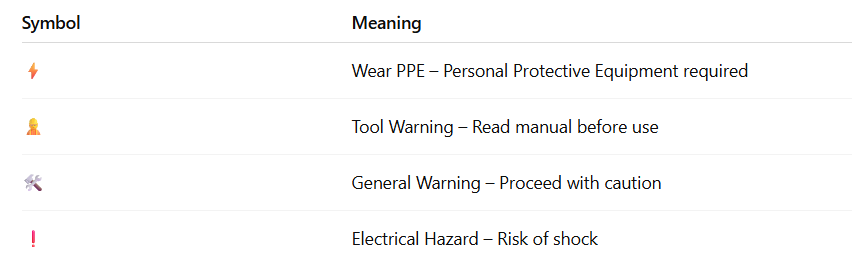 Symbol Meaning
⚡ Wear PPE – Personal Protective Equipment required
👷 Tool Warning – Read manual before use
🛠️ General Warning – Proceed with caution
❗ Electrical Hazard – Risk of shock